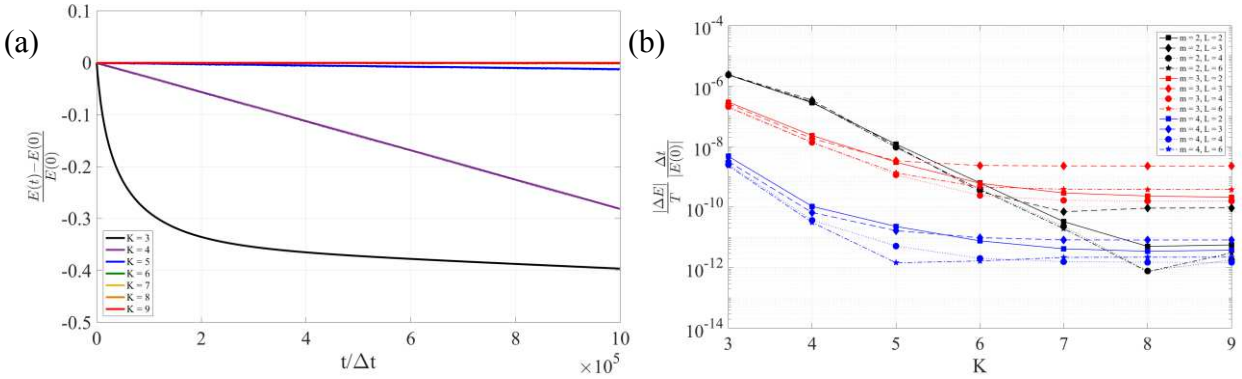 (a)
0.1
0
-0.1
-0.2
-0.3
-0.4
-0.5
E(t)−E(0)
E(0)
K = 3
K = 4
K = 5
K = 6
K = 7
K = 8
K = 9
0
2
4
6
8
10
t/Δt
×10^5
(b)
10^-4
10^-6
10^-8
10^-10
10^-12
10^-14
|ΔE| Δt
T |E(0)|
m = 2, L = 2
m = 2, L = 3
m = 2, L = 4
m = 2, L = 6
m = 3, L = 2
m = 3, L = 3
m = 3, L = 4
m = 3, L = 6
m = 4, L = 2
m = 4, L = 3
m = 4, L = 4
m = 4, L = 6
3
4
5
6
7
8
9
K